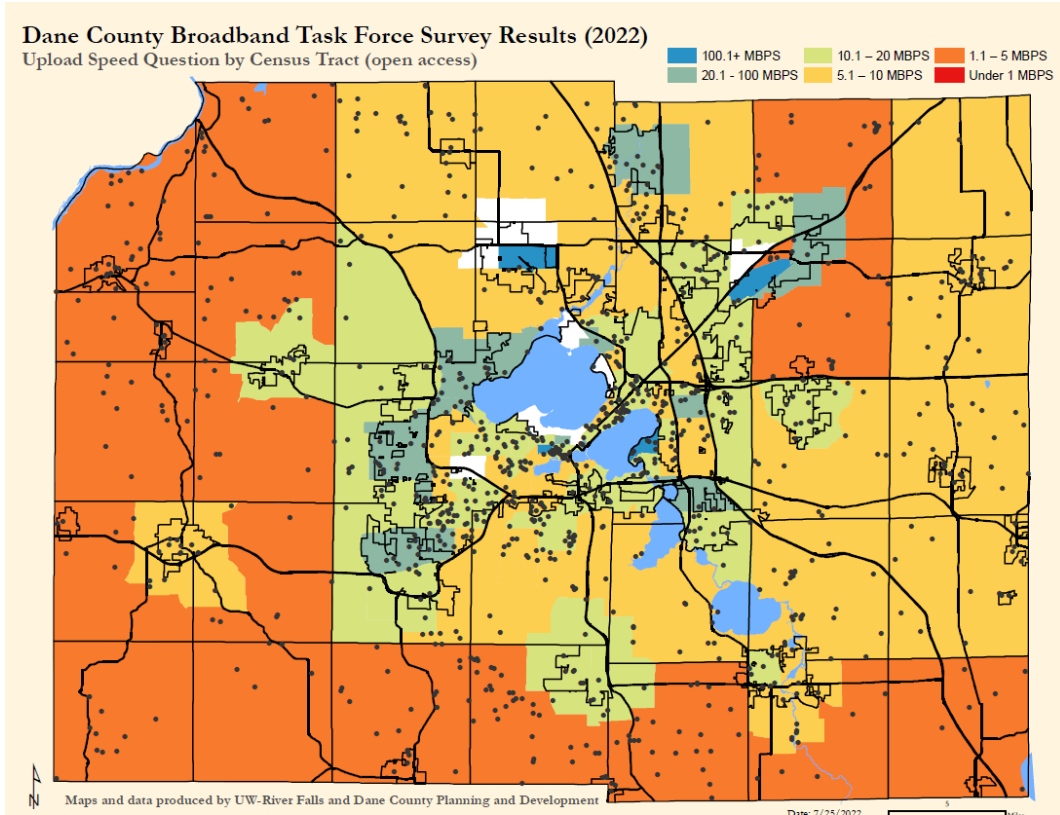 Dane County Broadband Task Force Survey Results (2022)
Upload Speed Question by Census Tract (open access)
100.1+ MBPS
10.1 – 20 MBPS
1.1 – 5 MBPS
20.1 - 100 MBPS
5.1 – 10 MBPS
Under 1 MBPS
N
Maps and data produced by UW-River Falls and Dane County Planning and Development
Date: 7/25/2022
5
Miles